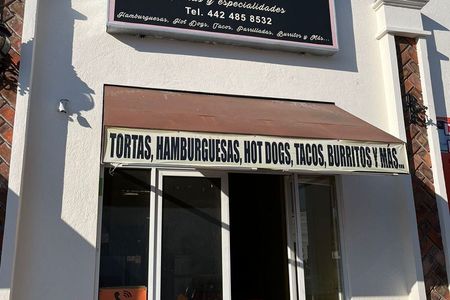 y especialidades
Tel. 442 485 8532
Hamburguesas, Hot Dogs, Tacos, Parrilladas, Burritos y Más...
TORTAS, HAMBURGUESAS, HOT DOGS, TACOS, BURRITOS Y MÁS...